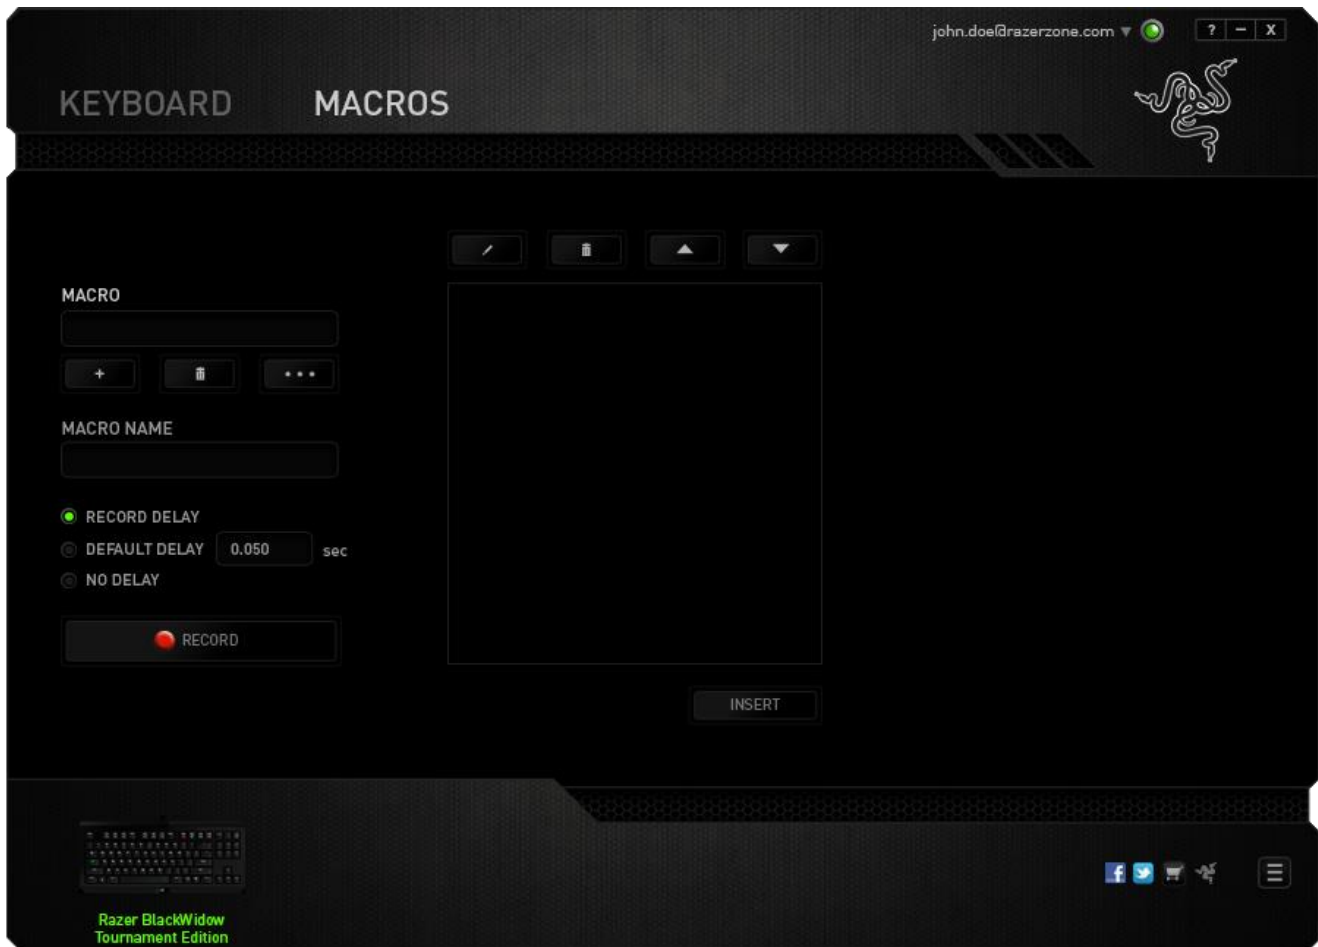 john.doe@razerzone.com
? – X
KEYBOARD MACROS
MACRO
+
MACRO NAME
RECORD DELAY
DEFAULT DELAY 0.050 sec
NO DELAY
RECORD
INSERT
f
Razer BlackWidow
Tournament Edition